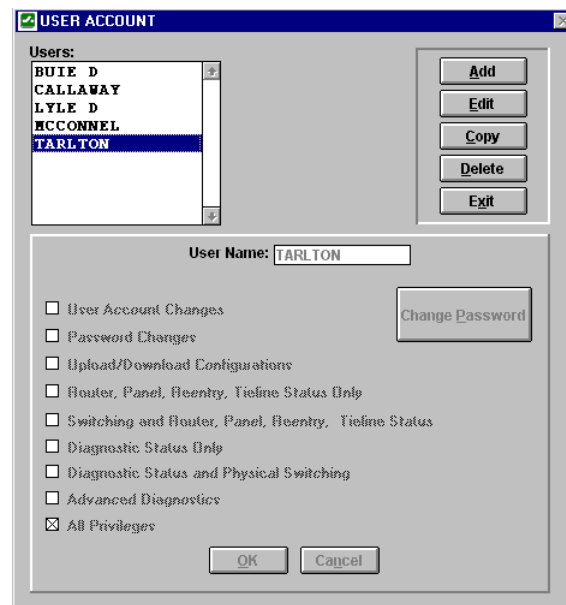 USER ACCOUNT
Users:
BUIE D
CALLAWAY
LYLE D
MCCONNEL
TARLTON
Add
Edit
Copy
Delete
Exit
User Name: TARLTON
Change Password
User Account Changes
Password Changes
Upload/Download Configurations
Router, Panel, Reentry, Tieline Status Only
Switching and Router, Panel, Reentry, Tieline Status
Diagnostic Status Only
Diagnostic Status and Physical Switching
Advanced Diagnostics
All Privileges
OK
Cancel